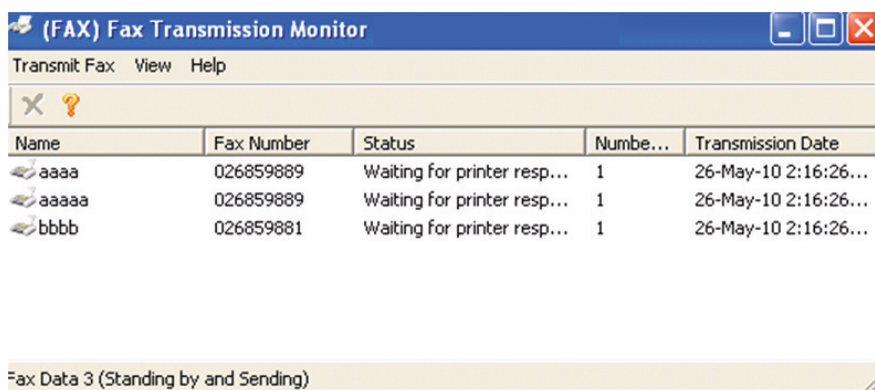 (FAX) Fax Transmission Monitor
Transmit Fax View Help
Name Fax Number Status Numbe... Transmission Date
aaaa 026859889 Waiting for printer resp... 1 26-May-10 2:16:26...
aaaaa 026859889 Waiting for printer resp... 1 26-May-10 2:16:26...
bbbb 026859881 Waiting for printer resp... 1 26-May-10 2:16:26...
Fax Data 3 (Standing by and Sending)